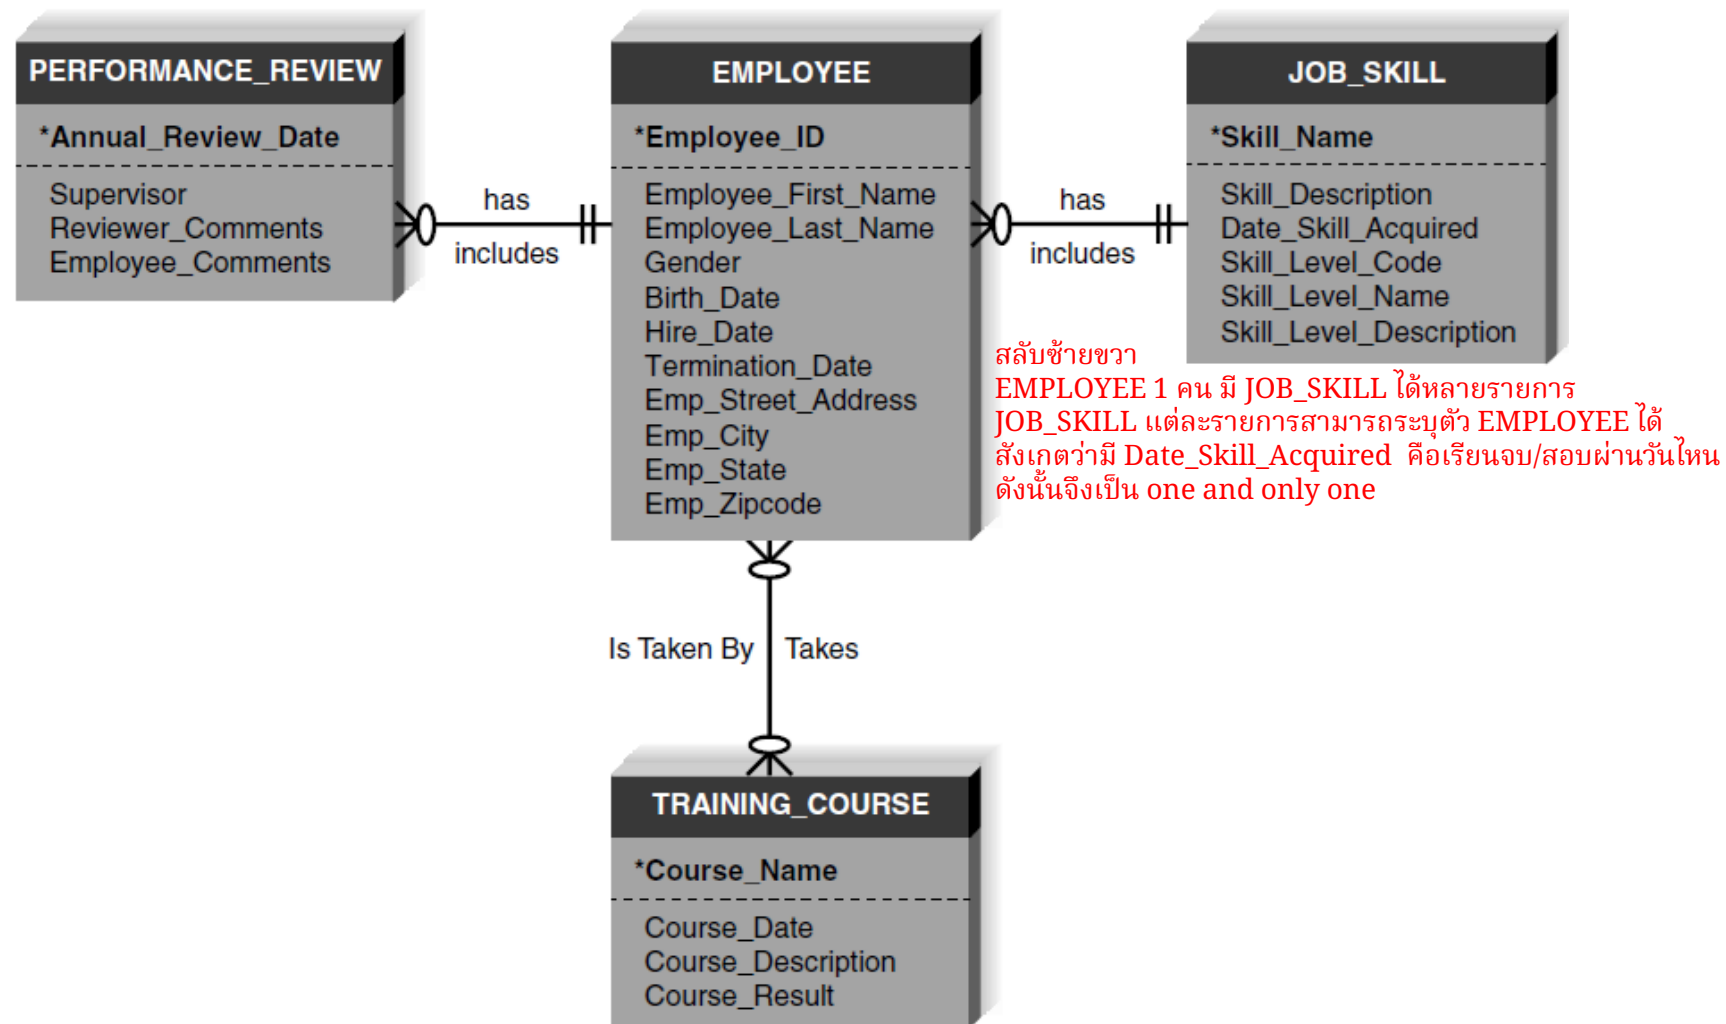 PERFORMANCE_REVIEW
*Annual_Review_Date
Supervisor
Reviewer_Comments
Employee_Comments
has
includes
EMPLOYEE
*Employee_ID
Employee_First_Name
Employee_Last_Name
Gender
Birth_Date
Hire_Date
Termination_Date
Emp_Street_Address
Emp_City
Emp_State
Emp_Zipcode
has
includes
JOB_SKILL
*Skill_Name
Skill_Description
Date_Skill_Acquired
Skill_Level_Code
Skill_Level_Name
Skill_Level_Description
สลับซ้ายขวา
EMPLOYEE 1 คน มี JOB_SKILL ได้หลายรายการ
JOB_SKILL แต่ละรายการสามารถระบุตัว EMPLOYEE ได้
สังเกตว่ามี Date_Skill_Acquired คือเรียนจบ/สอบผ่านวันไหน
ดังนั้นจึงเป็น one and only one
Is Taken By
Takes
TRAINING_COURSE
*Course_Name
Course_Date
Course_Description
Course_Result